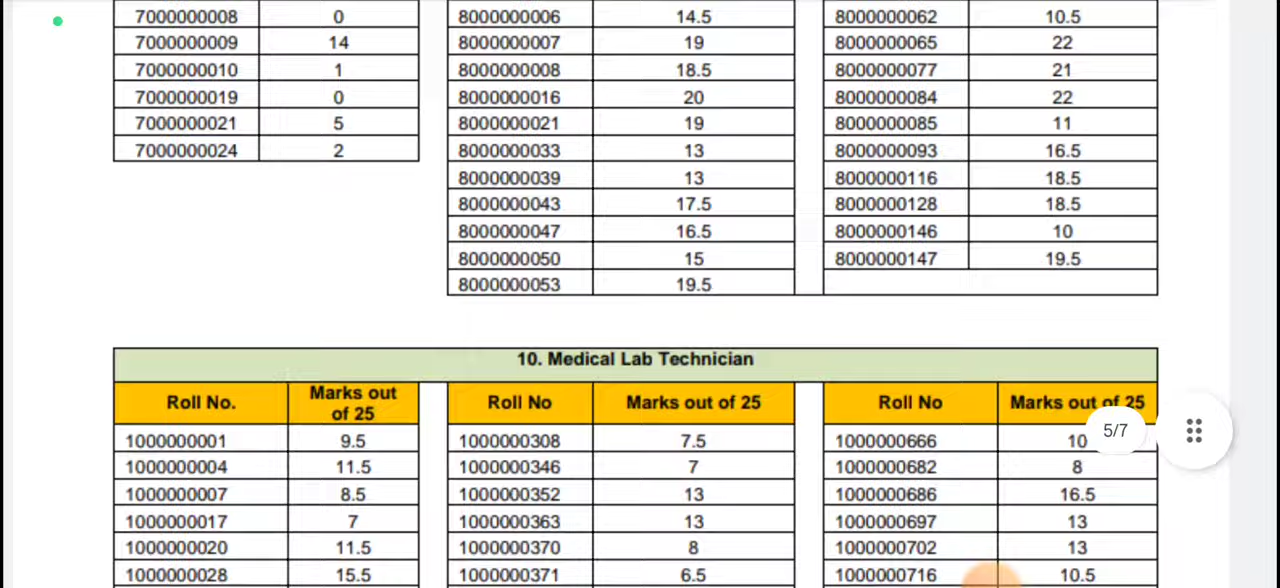 7000000008 0 8000000006 14.5 8000000062 10.5
7000000009 14 8000000007 19 8000000065 22
7000000010 1 8000000008 18.5 8000000077 21
7000000019 0 8000000016 20 8000000084 22
7000000021 5 8000000021 19 8000000085 11
7000000024 2 8000000033 13 8000000093 16.5
8000000039 13 8000000116 18.5
8000000043 17.5 8000000128 18.5
8000000047 16.5 8000000146 10
8000000050 15 8000000147 19.5
8000000053 19.5
10. Medical Lab Technician
Roll No. Marks out of 25 Roll No Marks out of 25 Roll No Marks out of 25
1000000001 9.5 1000000308 7.5 1000000666 10
5/7
1000000004 11.5 1000000346 7 1000000682 8
1000000007 8.5 1000000352 13 1000000686 16.5
1000000017 7 1000000363 13 1000000697 13
1000000020 11.5 1000000370 8 1000000702 13
1000000028 15.5 1000000371 6.5 1000000716 10.5